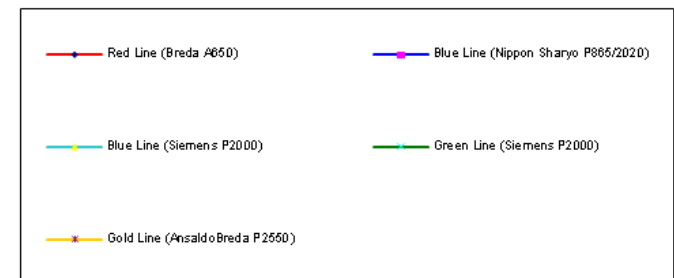 Red Line (Breda A650)
Blue Line (Nippon Sharyo P865/2020)
Blue Line (Siemens P2000)
Green Line (Siemens P2000)
Gold Line (AnsaldoBreda P2550)